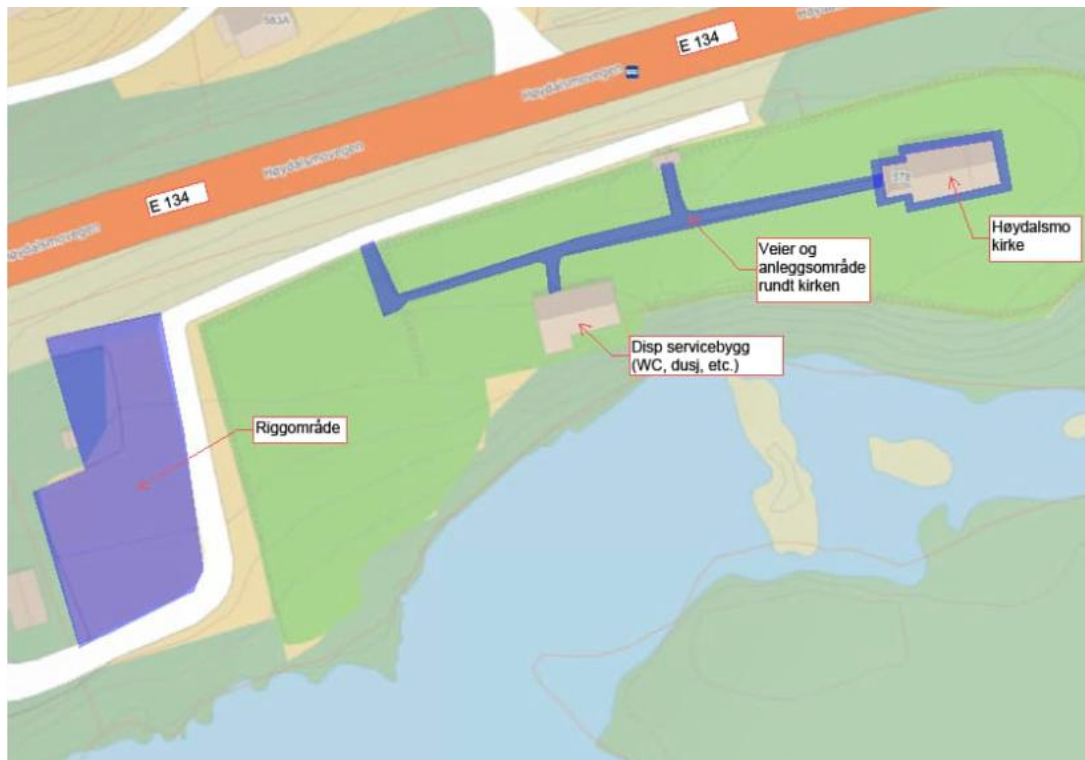 583A
E 134
Høydalsmovegen
Høydalsmovegen
E 134
Høydalsmovegen
378
Høydalsmo
kirke
Veier og
anleggsområde
rundt kirken
Disp servicebygg
(WC, dusj, etc.)
Riggområde